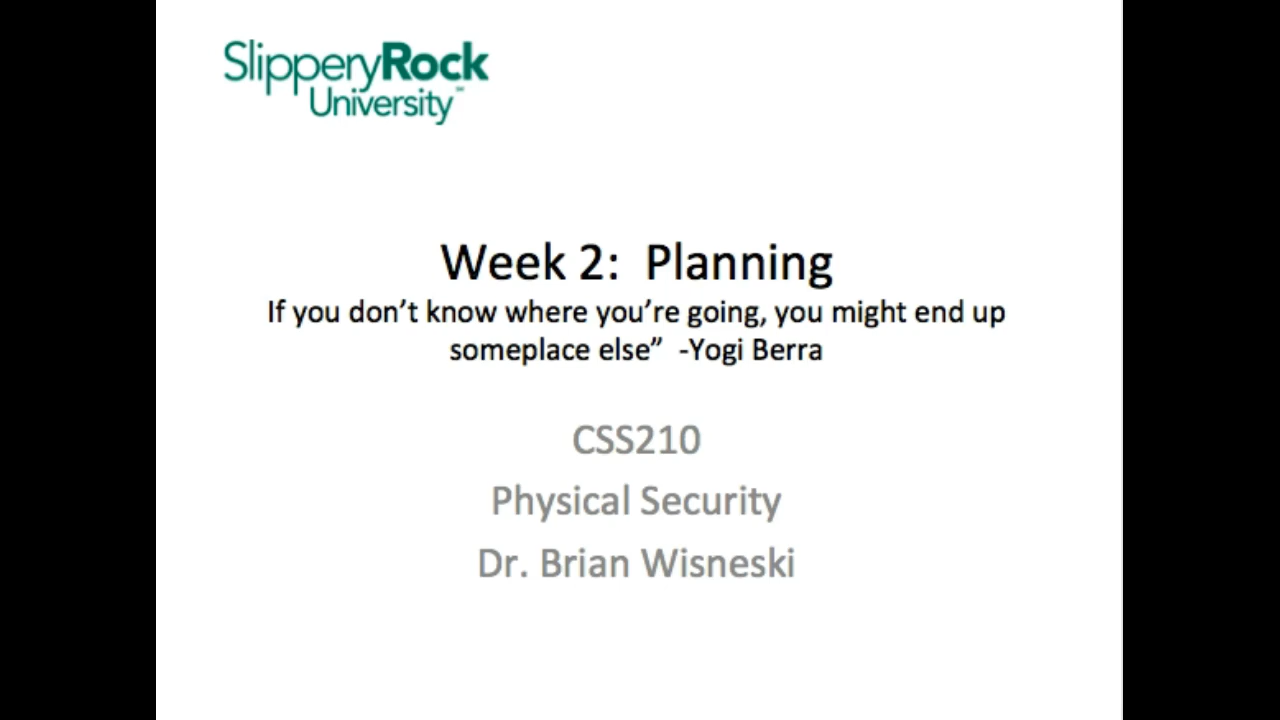 SlipperyRock
University℠
Week 2:  Planning
If you don’t know where you’re going, you might end up
someplace else”  -Yogi Berra
CSS210
Physical Security
Dr. Brian Wisneski